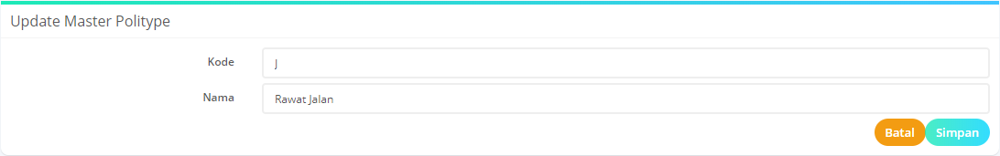 Update Master Politype
Kode J
Nama Rawat Jalan
Batal Simpan